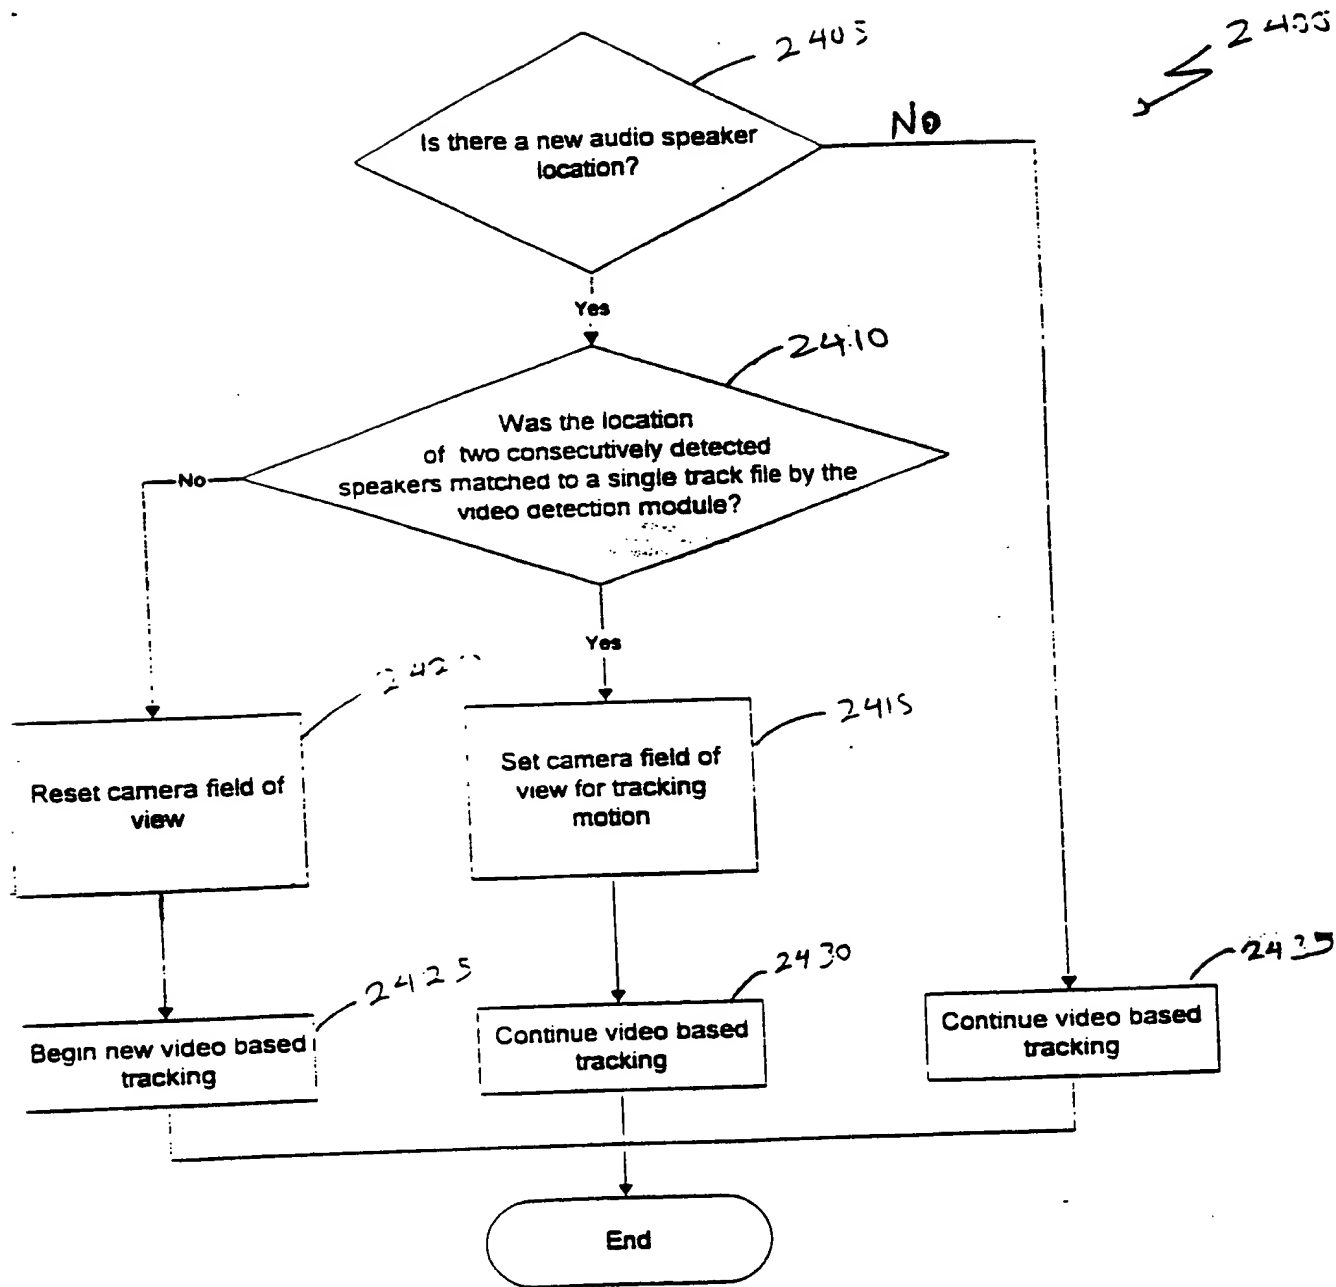 2405
Is there a new audio speaker
location?
No
Yes
2410
Was the location
of two consecutively detected
speakers matched to a single track file by the
video detection module?
No
Yes
2415
Reset camera field of
view
Set camera field of
view for tracking
motion
2425
2430
Begin new video based
tracking
Continue video based
tracking
Continue video based
tracking
End